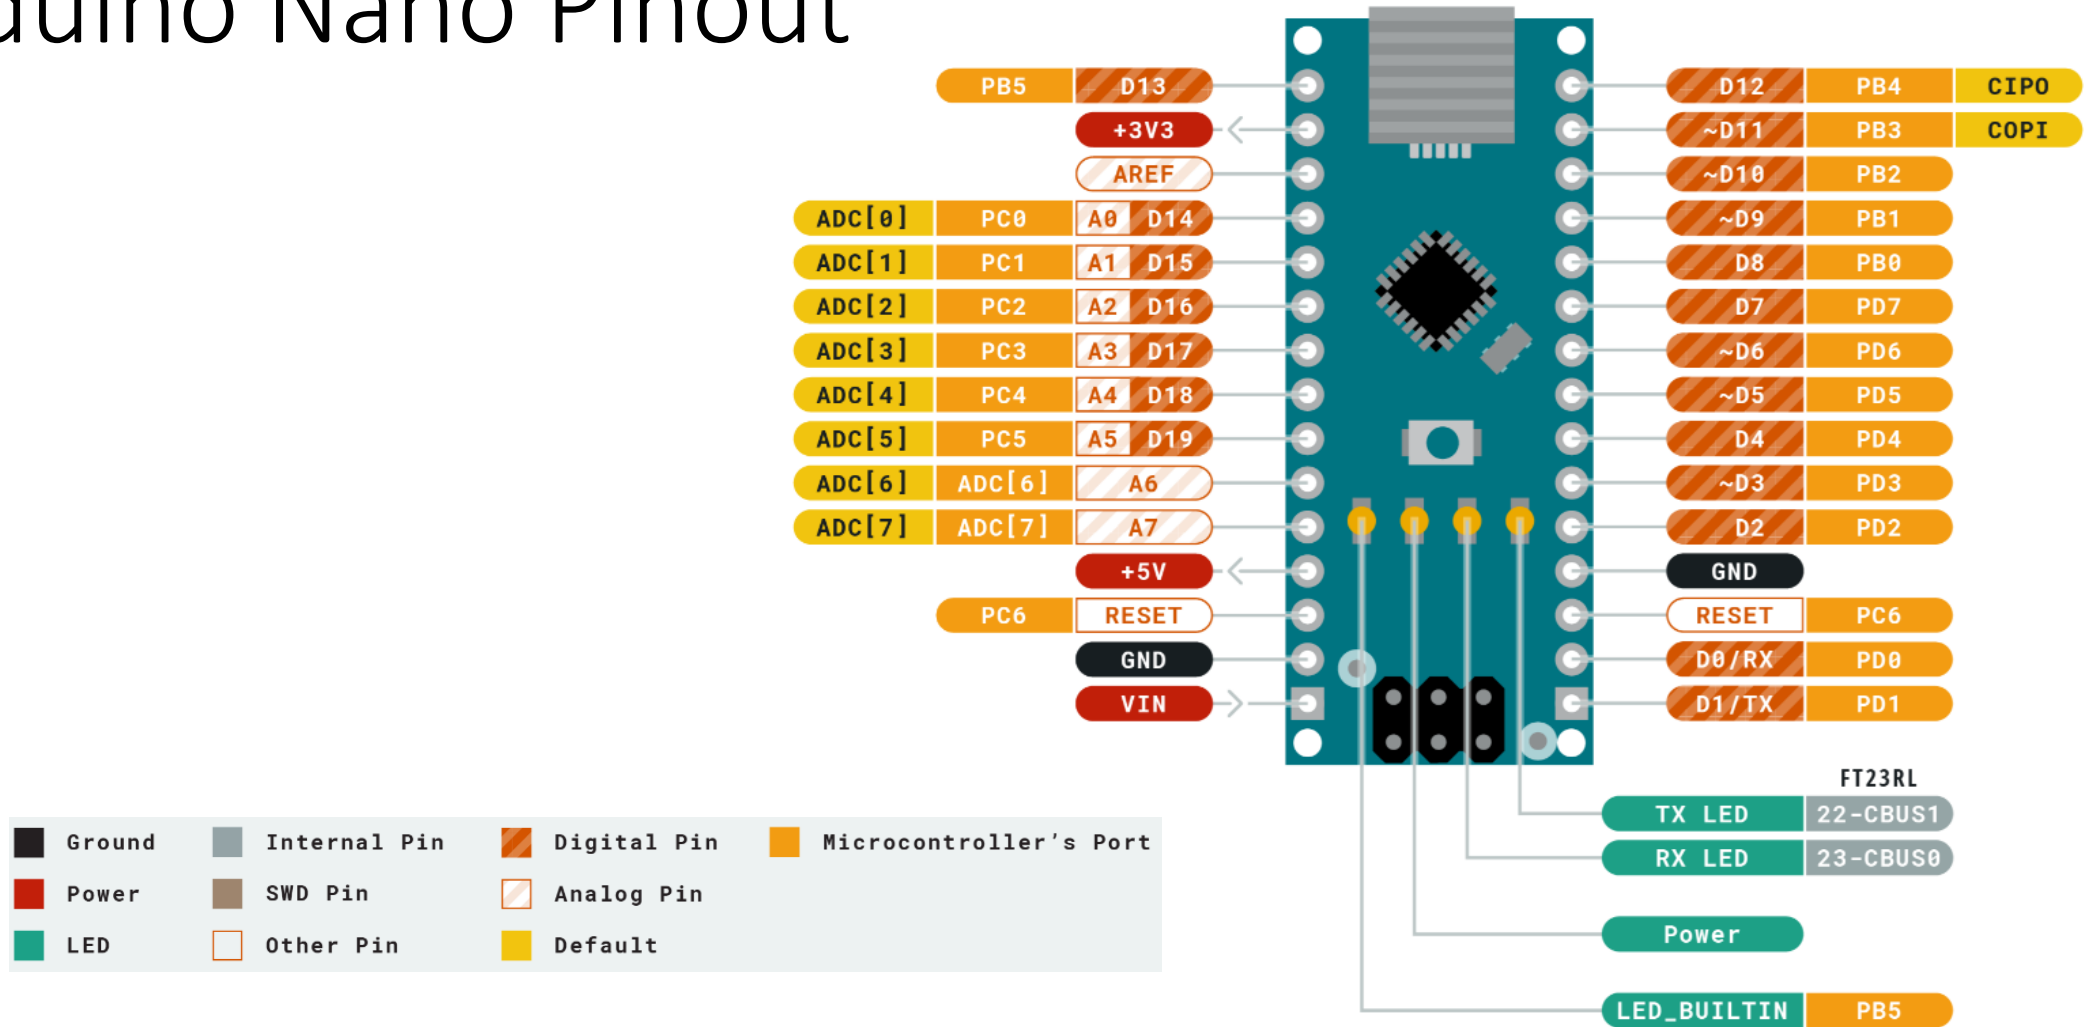 duino Nano Pinout
PB5 D13 D12 PB4 CIPO
+3V3 ~D11 PB3 COPI
AREF ~D10 PB2
ADC[0] PC0 A0 D14 ~D9 PB1
ADC[1] PC1 A1 D15 D8 PB0
ADC[2] PC2 A2 D16 D7 PD7
ADC[3] PC3 A3 D17 ~D6 PD6
ADC[4] PC4 A4 D18 ~D5 PD5
ADC[5] PC5 A5 D19 D4 PD4
ADC[6] ADC[6] A6 ~D3 PD3
ADC[7] ADC[7] A7 D2 PD2
+5V GND
PC6 RESET RESET PC6
GND D0/RX PD0
VIN D1/TX PD1
FT23RL
TX LED 22-CBUS1
RX LED 23-CBUS0
Power
LED_BUILTIN PB5
Ground Internal Pin Digital Pin Microcontroller’s Port
Power SWD Pin Analog Pin
LED Other Pin Default